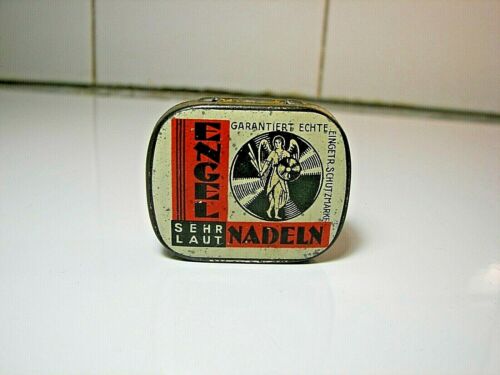 GARANTIERT ECHTE
EINGETR. SCHUTZMARKE
ENGEL
SEHR
LAUT
NADELN